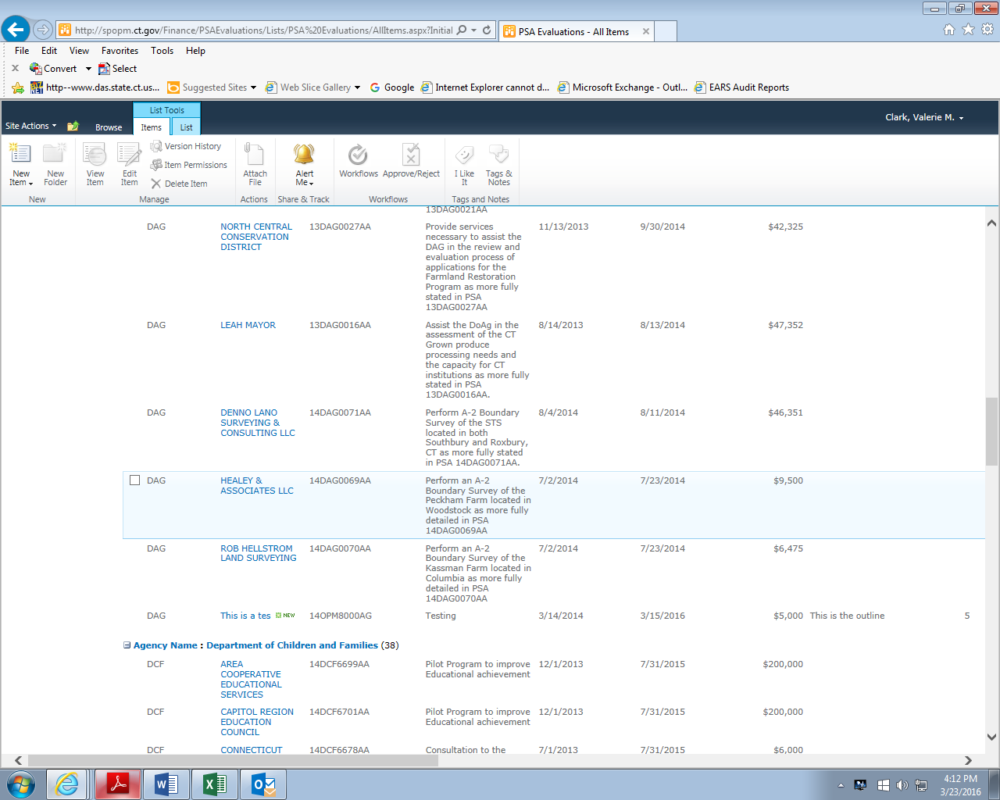 http://spopm.ct.gov/Finance/PSAEvaluations/Lists/PSA%20Evaluations/AllItems.aspx?Initial
PSA Evaluations - All Items
File Edit View Favorites Tools Help
Convert Select
http--www.das.state.ct.us... Suggested Sites Web Slice Gallery Google Internet Explorer cannot d... Microsoft Exchange - Outl... EARS Audit Reports
List Tools
Site Actions Browse Items List
Clark, Valerie M.
New Item
New Folder
View Item
Edit Item
Version History
Item Permissions
Delete Item
Attach File
Alert Me
Workflows
Approve/Reject
I Like It
Tags & Notes
New Manage Actions Share & Track Workflows Tags and Notes
13DAG0021AA
DAG NORTH CENTRAL 13DAG0027AA Provide services 11/13/2013 9/30/2014 $42,325
CONSERVATION necessary to assist the
DISTRICT DAG in the review and
evaluation process of
applications for the
Farmland Restoration
Program as more fully
stated in PSA
13DAG0027AA
DAG LEAH MAYOR 13DAG0016AA Assist the DoAg in the 8/14/2013 8/13/2014 $47,352
assessment of the CT
Grown produce
processing needs and
the capacity for CT
institutions as more fully
stated in PSA
13DAG0016AA.
DAG DENNO LANO 14DAG0071AA Perform A-2 Boundary 8/4/2014 8/11/2014 $46,351
SURVEYING & Survey of the STS
CONSULTING LLC located in both
Southbury and Roxbury,
CT as more fully stated
in PSA 14DAG0071AA.
DAG HEALEY & 14DAG0069AA Perform an A-2 7/2/2014 7/23/2014 $9,500
ASSOCIATES LLC Boundary Survey of the
Peckham Farm located in
Woodstock as more fully
detailed in PSA
14DAG0069AA
DAG ROB HELLSTROM 14DAG0070AA Perform an A-2 7/2/2014 7/23/2014 $6,475
LAND SURVEYING Boundary Survey of the
Kassman Farm located in
Columbia as more fully
detailed in PSA
14DAG0070AA
DAG This is a tes NEW 14OPM8000AG Testing 3/14/2014 3/15/2016 $5,000 This is the outline 5
Agency Name : Department of Children and Families (38)
DCF AREA 14DCF6699AA Pilot Program to improve 12/1/2013 7/31/2015 $200,000
COOPERATIVE Educational achievement
EDUCATIONAL
SERVICES
DCF CAPITOL REGION 14DCF6701AA Pilot Program to improve 12/1/2013 7/31/2015 $200,000
EDUCATION Educational achievement
COUNCIL
DCF CONNECTICUT 14DCF6678AA Consultation to the 7/1/2013 7/31/2015 $6,000
4:12 PM
3/23/2016